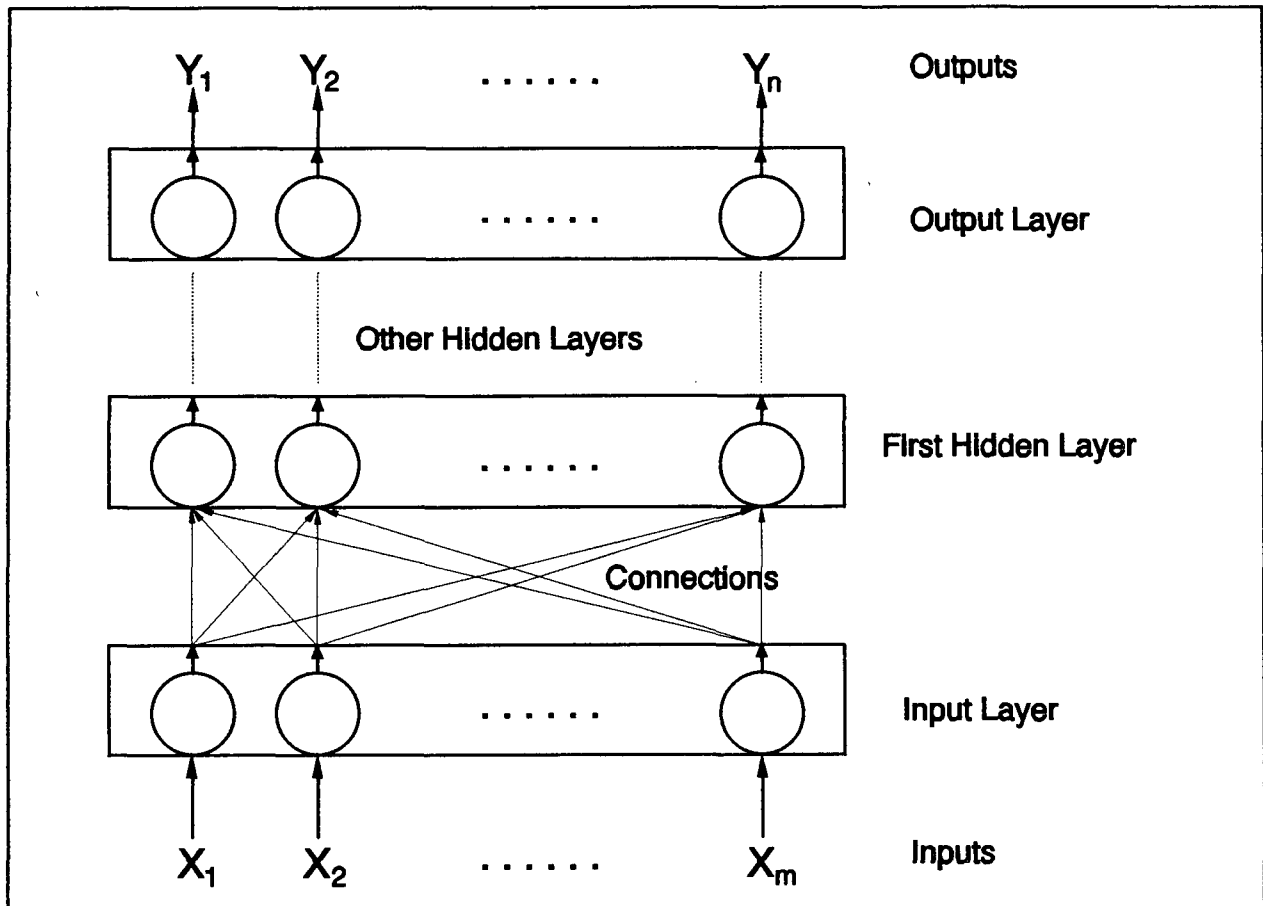 Y₁ Y₂ . . . . . . Yₙ Outputs
. . . . . . Output Layer
Other Hidden Layers
. . . . . . First Hidden Layer
Connections
. . . . . . Input Layer
X₁ X₂ . . . . . . Xₘ Inputs